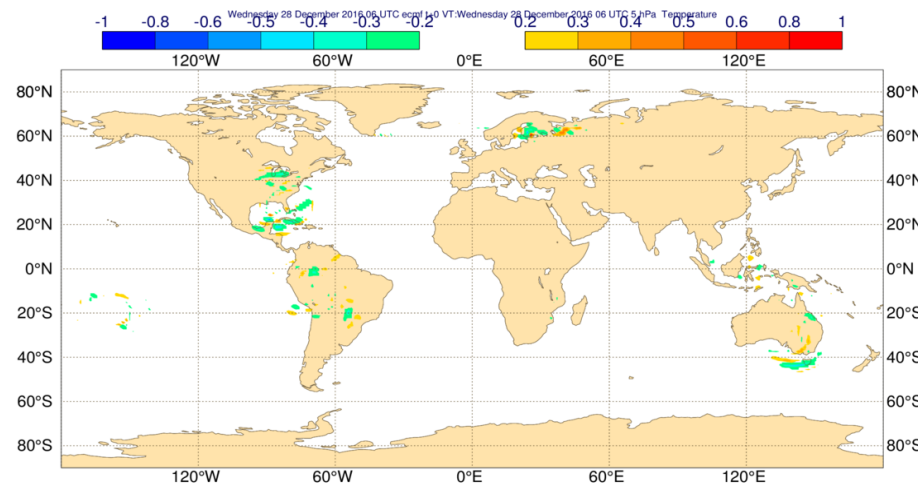 Wednesday 28 December 2016 06 UTC ecmf t+0 VT:Wednesday 28 December 2016 06 UTC 5 hPa Temperature
-1 -0.8 -0.6 -0.5 -0.4 -0.3 -0.2 0.2 0.3 0.4 0.5 0.6 0.8 1
120°W 60°W 0°E 60°E 120°E
80°N 80°N
60°N 60°N
40°N 40°N
20°N 20°N
0°N 0°N
20°S 20°S
40°S 40°S
60°S 60°S
80°S 80°S
120°W 60°W 0°E 60°E 120°E